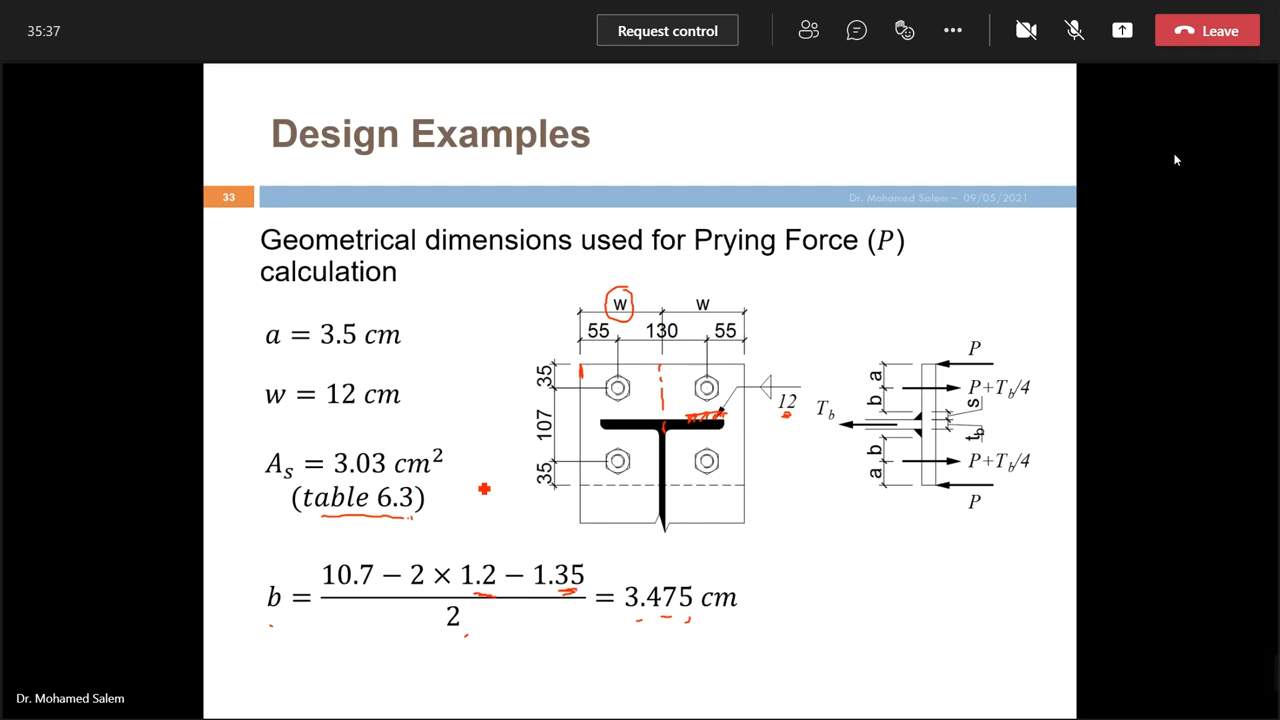 35:37
Request control
Leave
Design Examples
33
Dr. Mohamed Salem – 09/05/2021
Geometrical dimensions used for Prying Force (P)
calculation
a = 3.5 cm
w = 12 cm
A_s = 3.03 cm²
(table 6.3)
b = (10.7 − 2 × 1.2 − 1.35) / 2 = 3.475 cm
w w
55 130 55
35
107
35
12
P
a
P+T_b/4
b
s
T_b
t_b
b
P+T_b/4
a
P
Dr. Mohamed Salem